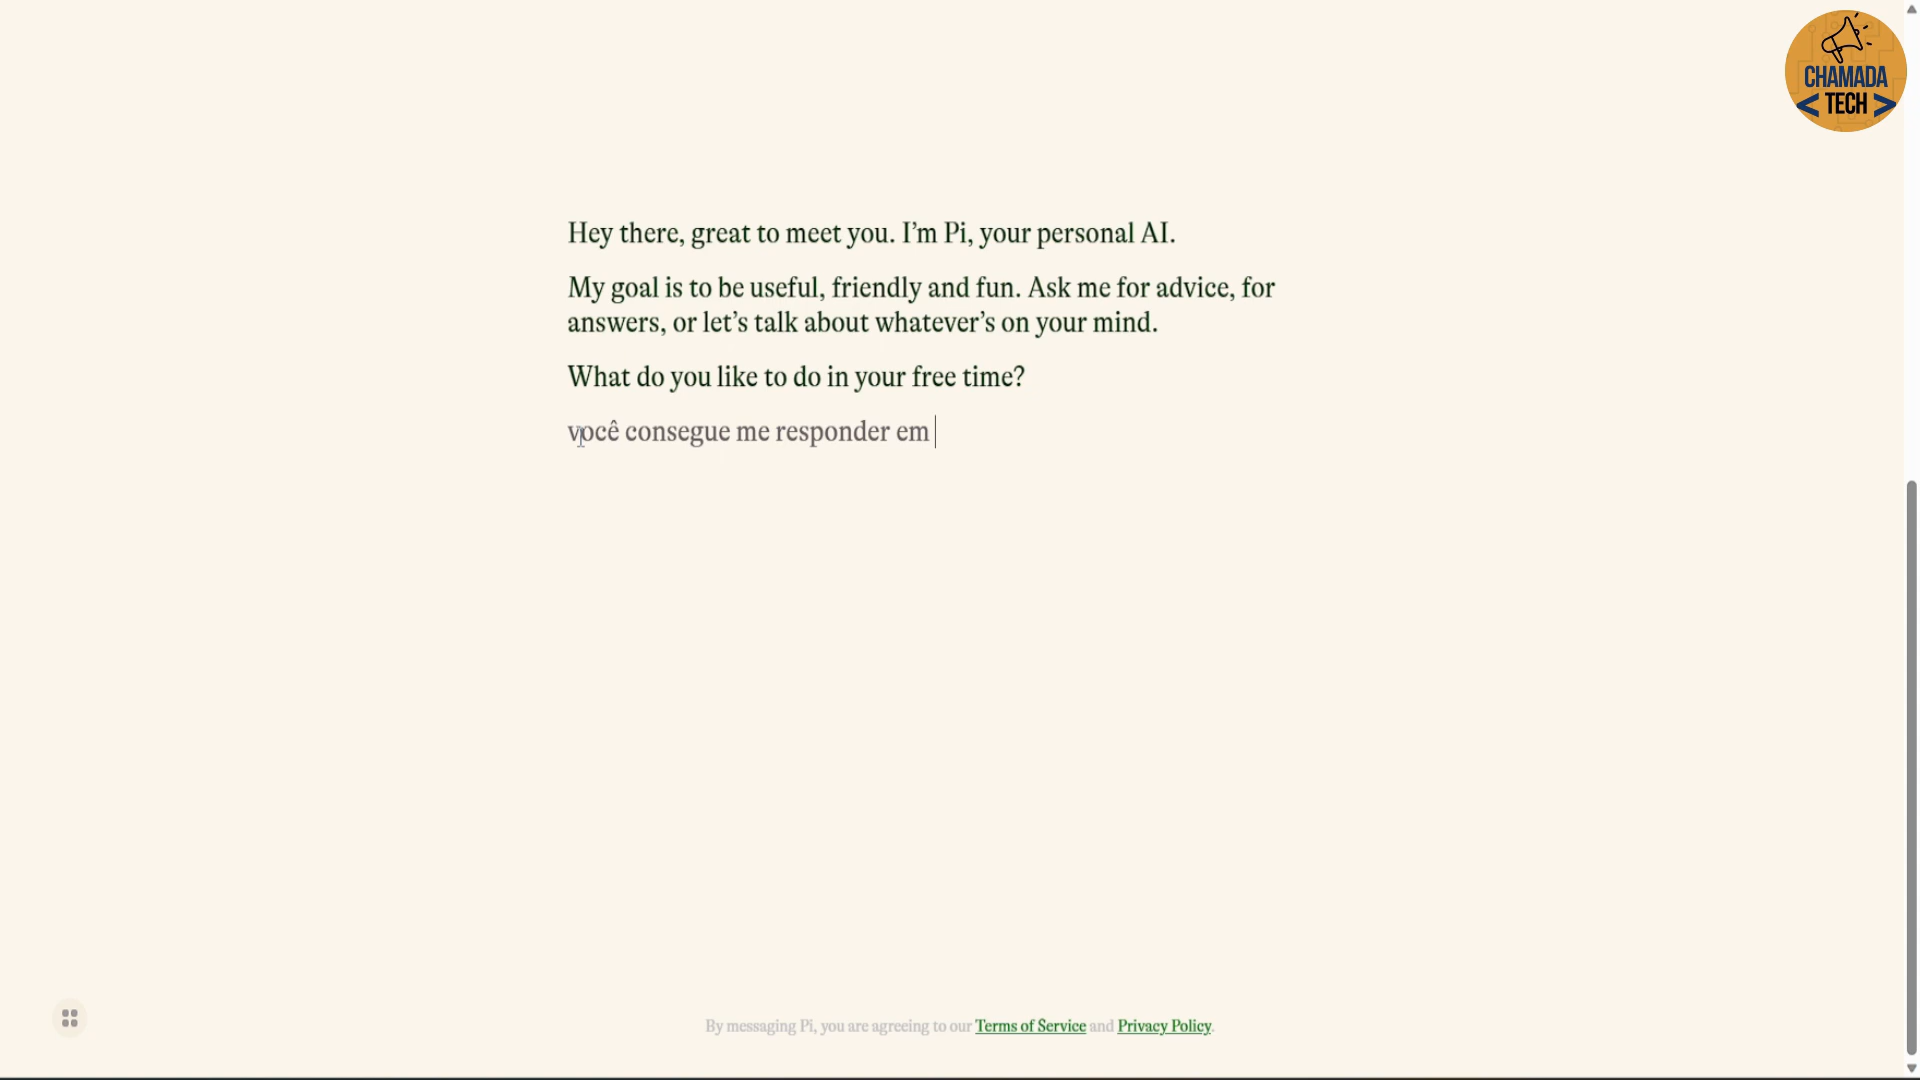 CHAMADA
< TECH >
Hey there, great to meet you. I’m Pi, your personal AI.
My goal is to be useful, friendly and fun. Ask me for advice, for
answers, or let’s talk about whatever’s on your mind.
What do you like to do in your free time?
você consegue me responder em
By messaging Pi, you are agreeing to our Terms of Service and Privacy Policy.